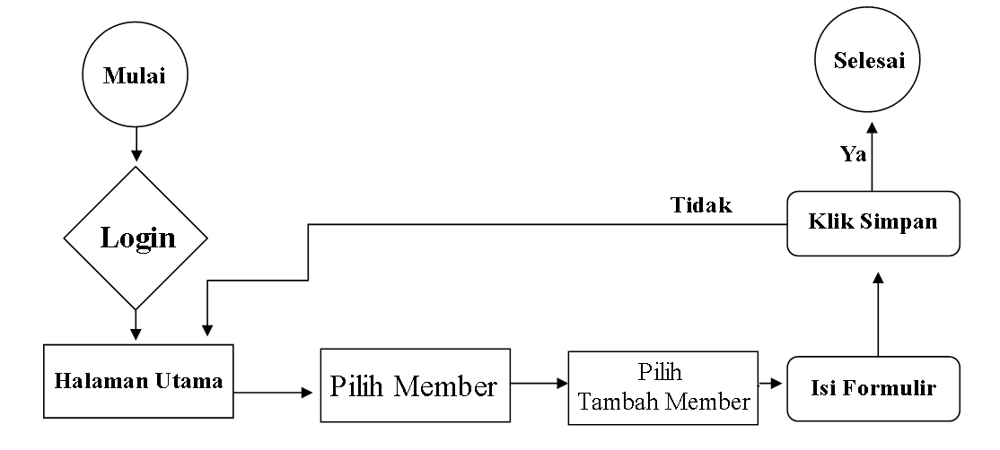 Mulai
Selesai
Ya
Tidak
Klik Simpan
Login
Halaman Utama
Pilih Member
Pilih
Tambah Member
Isi Formulir